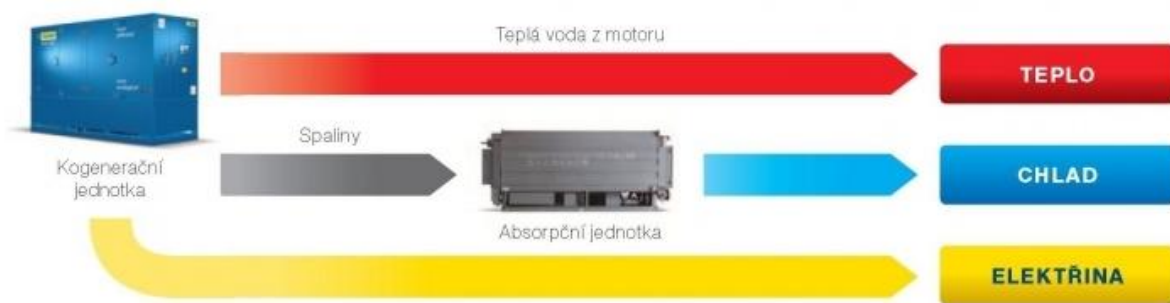 Teplá voda z motoru
TEPLO
Spaliny
Kogenerační
jednotka
CHLAD
Absorpční jednotka
ELEKTŘINA